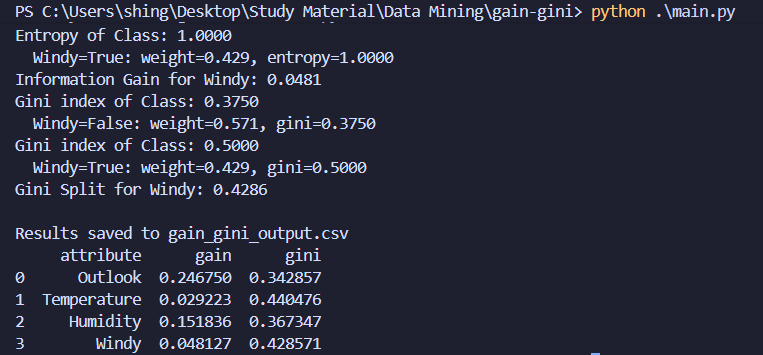 PS C:\Users\shing\Desktop\Study Material\Data Mining\gain-gini> python .\main.py
Entropy of Class: 1.0000
  Windy=True: weight=0.429, entropy=1.0000
Information Gain for Windy: 0.0481
Gini index of Class: 0.3750
  Windy=False: weight=0.571, gini=0.3750
Gini index of Class: 0.5000
  Windy=True: weight=0.429, gini=0.5000
Gini Split for Windy: 0.4286

Results saved to gain_gini_output.csv
     attribute      gain      gini
0      Outlook  0.246750  0.342857
1  Temperature  0.029223  0.440476
2     Humidity  0.151836  0.367347
3        Windy  0.048127  0.428571